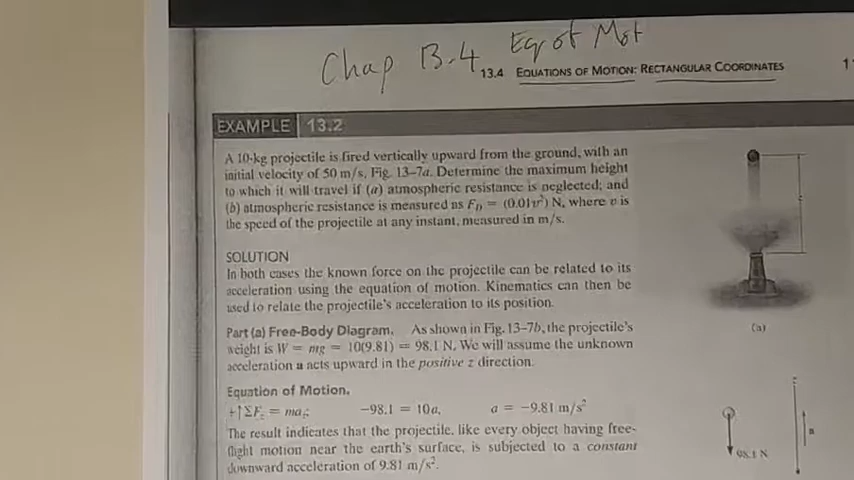 Chap 13.4 Eq of Mot
13.4 EQUATIONS OF MOTION: RECTANGULAR COORDINATES
EXAMPLE 13.2
A 10-kg projectile is fired vertically upward from the ground, with an
initial velocity of 50 m/s, Fig. 13–7a. Determine the maximum height
to which it will travel if (a) atmospheric resistance is neglected; and
(b) atmospheric resistance is measured as F_D = (0.01v²) N, where v is
the speed of the projectile at any instant, measured in m/s.
SOLUTION
In both cases the known force on the projectile can be related to its
acceleration using the equation of motion. Kinematics can then be
used to relate the projectile's acceleration to its position.
Part (a) Free-Body Diagram. As shown in Fig. 13–7b, the projectile's
weight is W = mg = 10(9.81) = 98.1 N. We will assume the unknown
acceleration a acts upward in the positive z direction.
Equation of Motion.
+↑ΣF_z = ma_z; −98.1 = 10a, a = −9.81 m/s²
The result indicates that the projectile, like every object having free-
flight motion near the earth's surface, is subjected to a constant
downward acceleration of 9.81 m/s².
(a)
z
a
98.1 N